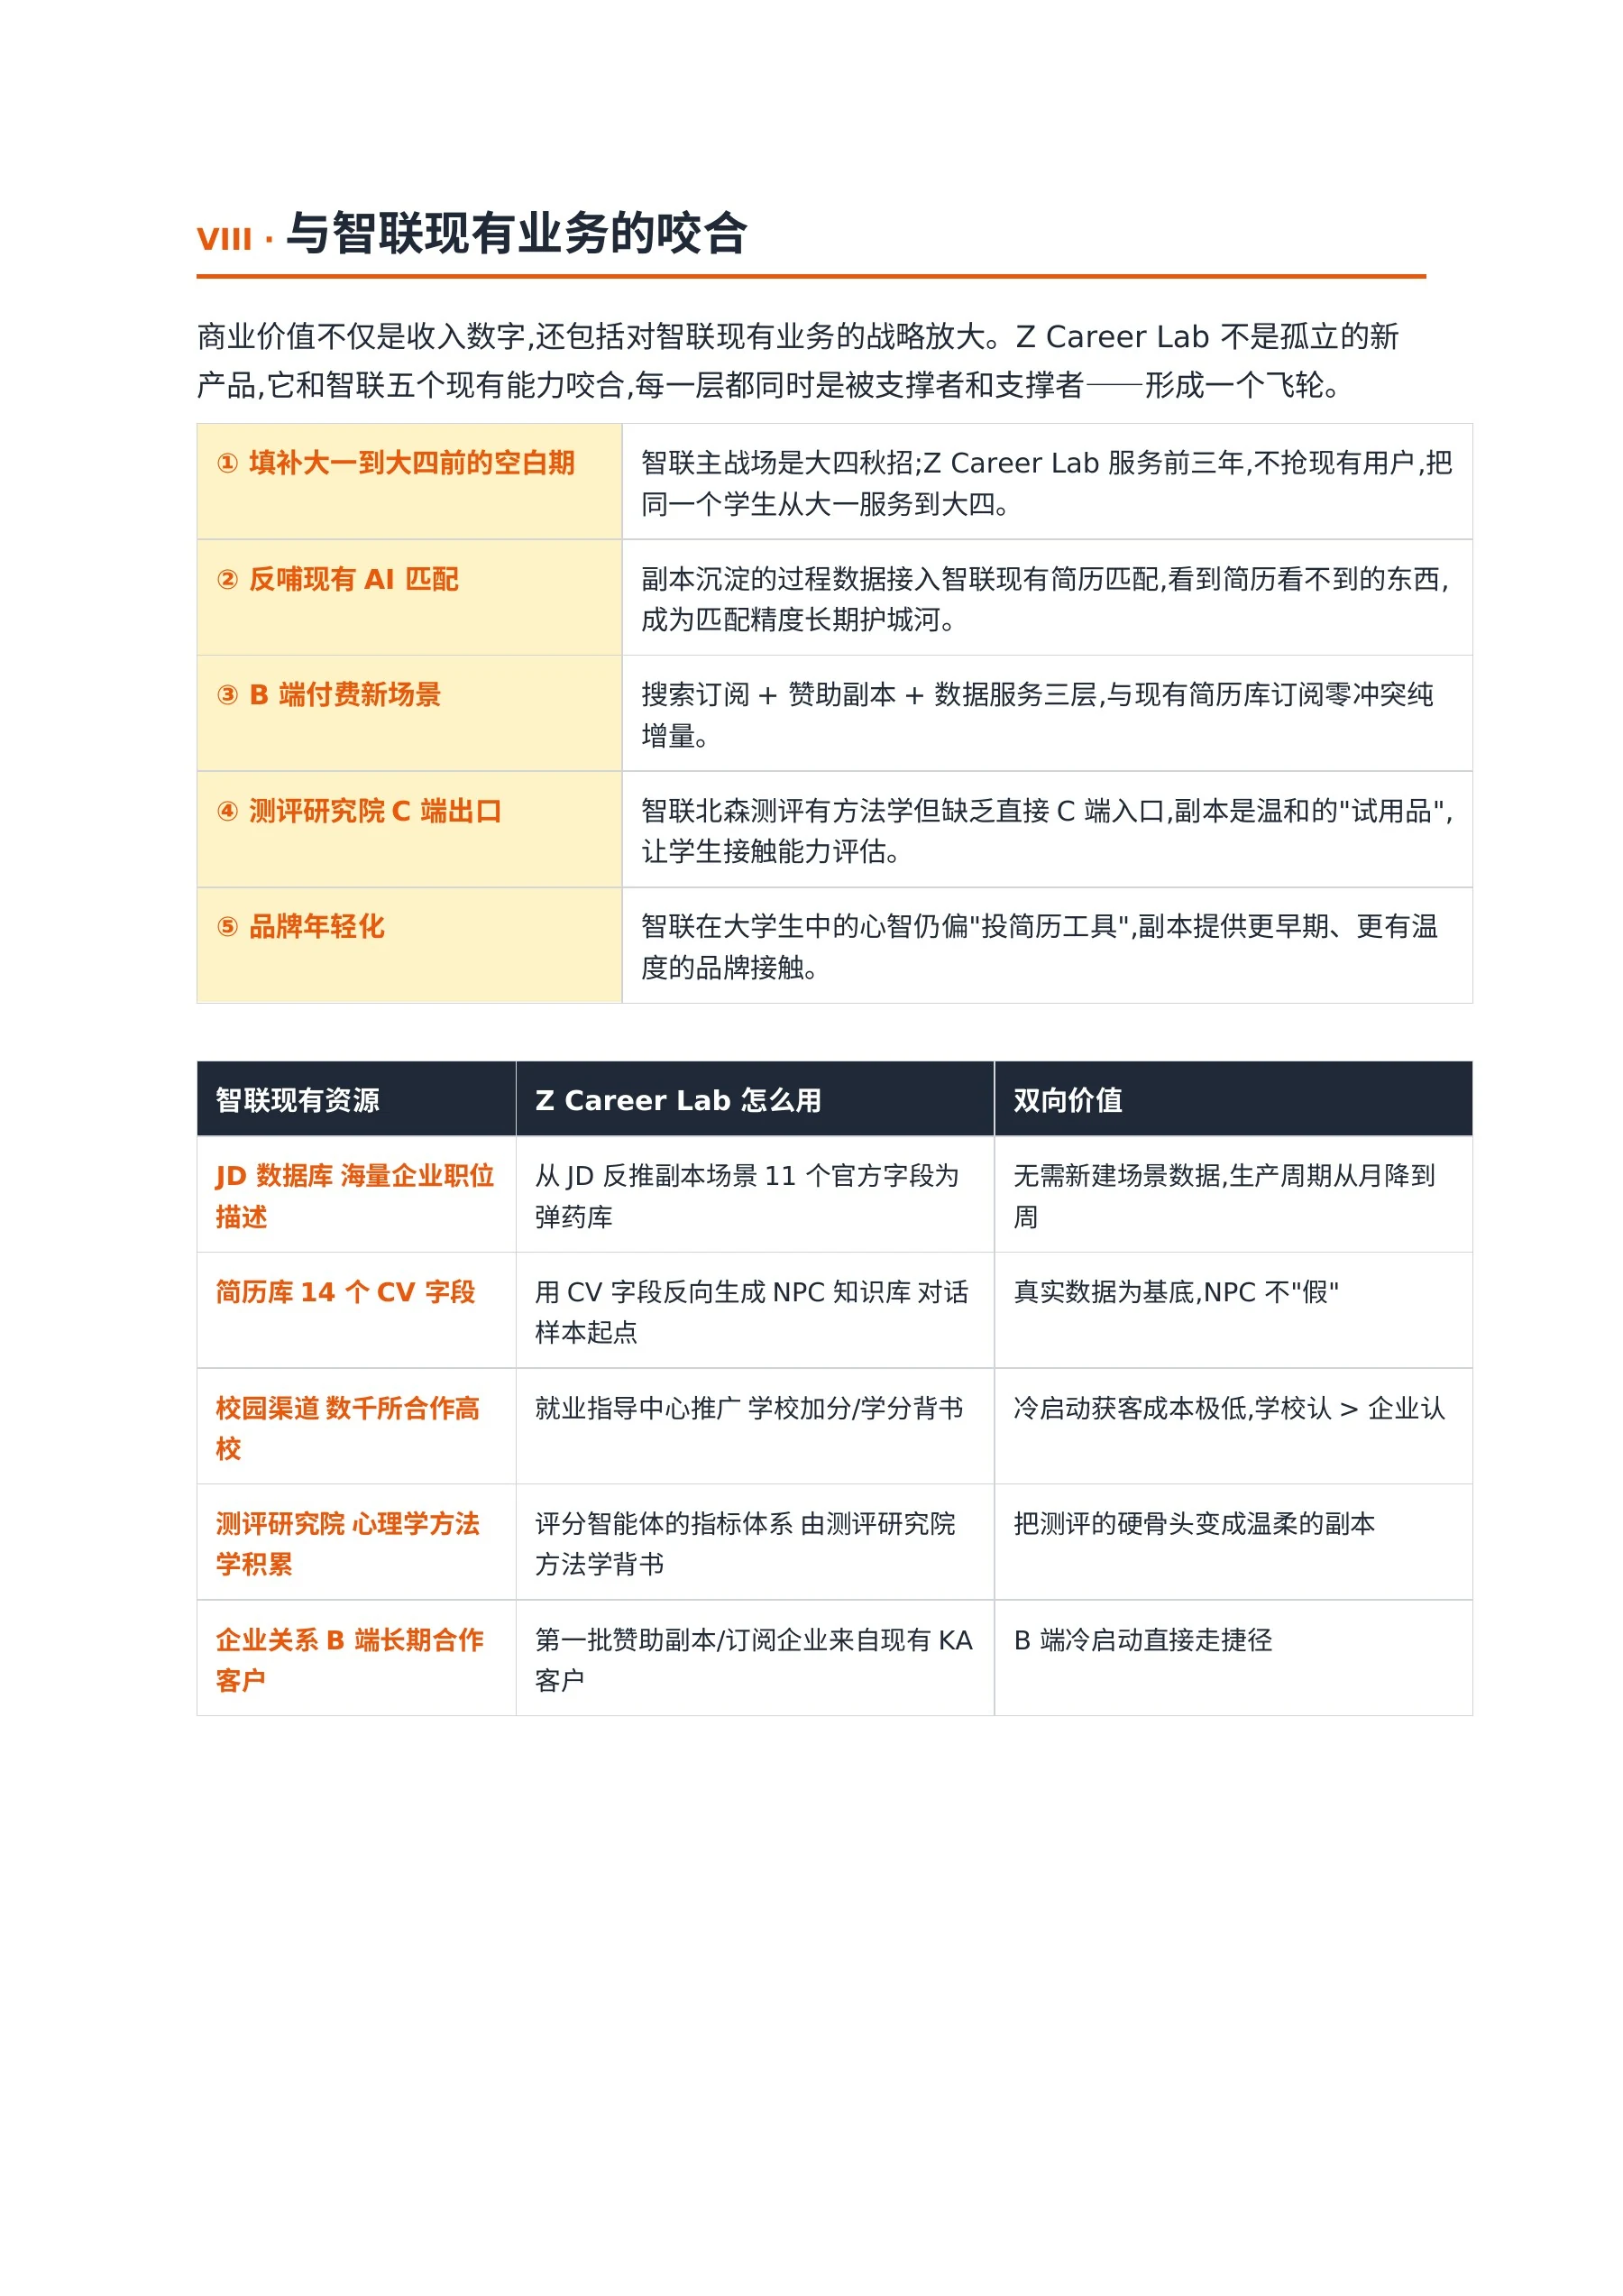 VIII · 与智联现有业务的咬合
商业价值不仅是收入数字,还包括对智联现有业务的战略放大。Z Career Lab 不是孤立的新
产品,它和智联五个现有能力咬合,每一层都同时是被支撑者和支撑者——形成一个飞轮。
① 填补大一到大四前的空白期
智联主战场是大四秋招;Z Career Lab 服务前三年,不抢现有用户,把
同一个学生从大一服务到大四。
② 反哺现有 AI 匹配
副本沉淀的过程数据接入智联现有简历匹配,看到简历看不到的东西,
成为匹配精度长期护城河。
③ B 端付费新场景
搜索订阅 + 赞助副本 + 数据服务三层,与现有简历库订阅零冲突纯
增量。
④ 测评研究院 C 端出口
智联北森测评有方法学但缺乏直接 C 端入口,副本是温和的"试用品",
让学生接触能力评估。
⑤ 品牌年轻化
智联在大学生中的心智仍偏"投简历工具",副本提供更早期、更有温
度的品牌接触。
智联现有资源
Z Career Lab 怎么用
双向价值
JD 数据库 海量企业职位
描述
从 JD 反推副本场景 11 个官方字段为
弹药库
无需新建场景数据,生产周期从月降到
周
简历库 14 个 CV 字段
用 CV 字段反向生成 NPC 知识库 对话
样本起点
真实数据为基底,NPC 不"假"
校园渠道 数千所合作高
校
就业指导中心推广 学校加分/学分背书
冷启动获客成本极低,学校认 > 企业认
测评研究院 心理学方法
学积累
评分智能体的指标体系 由测评研究院
方法学背书
把测评的硬骨头变成温柔的副本
企业关系 B 端长期合作
客户
第一批赞助副本/订阅企业来自现有 KA
客户
B 端冷启动直接走捷径